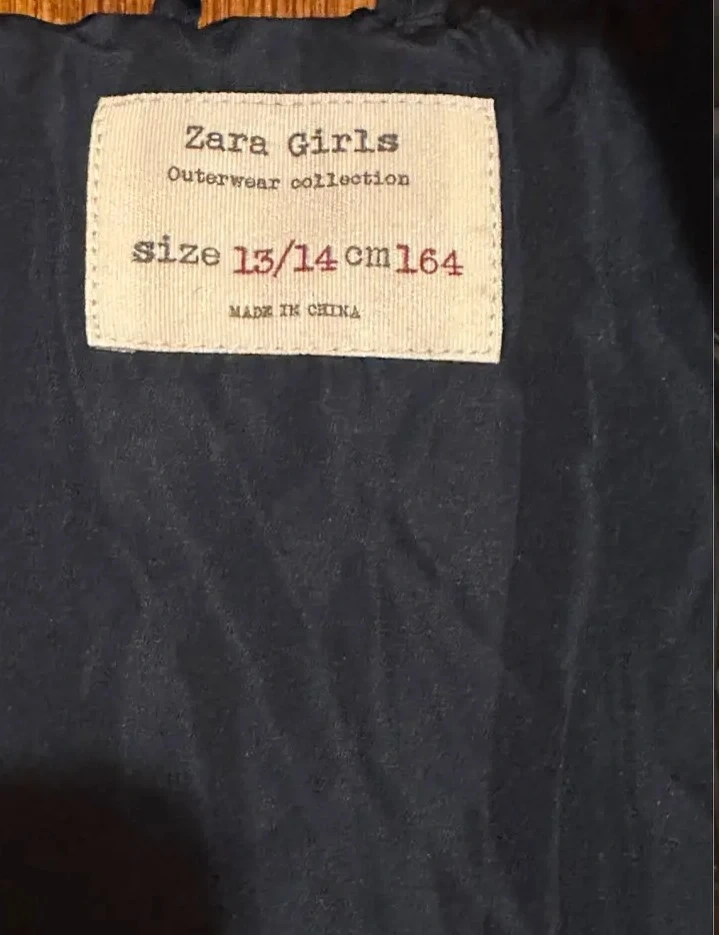 Zara Girls
Outerwear collection
size 13/14 cm 164
MADE IN CHINA